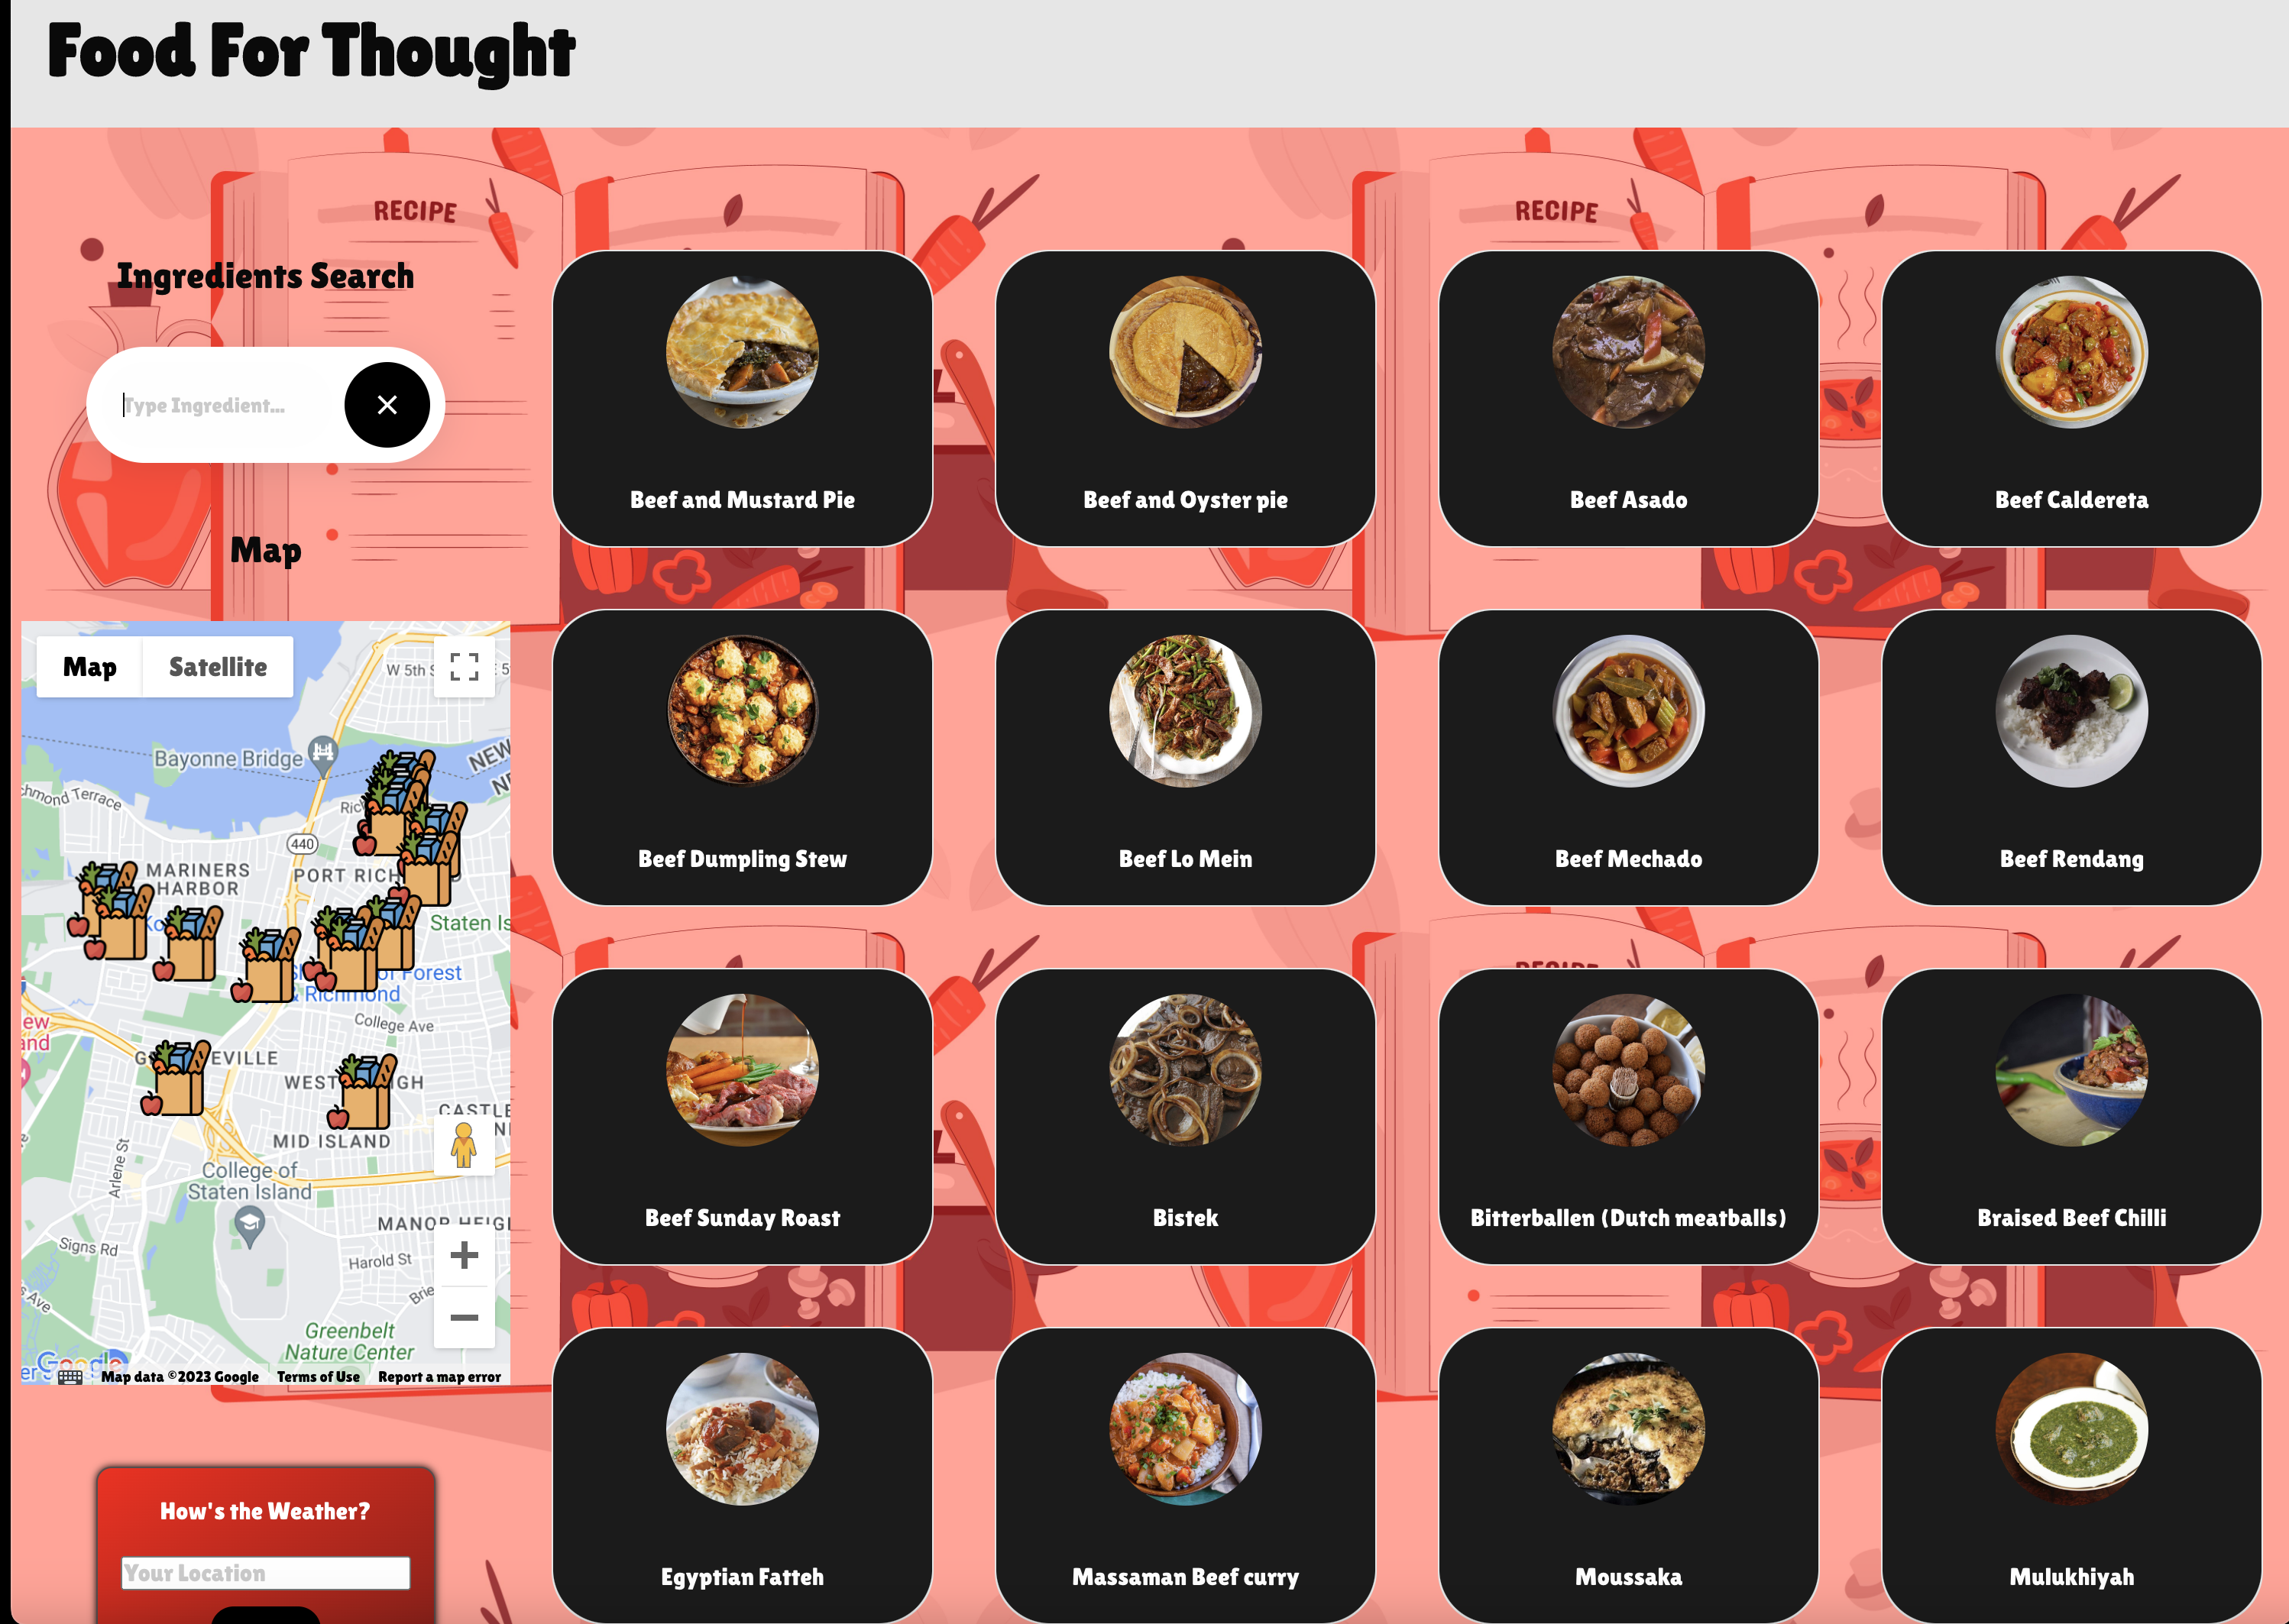 Food For Thought
RECIPE
RECIPE
Ingredients Search
Type Ingredient...
Map
Map
Satellite
W 5th
Bayonne Bridge
NEW
chmond Terrace
440
MARINERS
HARBOR
PORT RICH
Staten Is
of Forest
& Richmond
College Ave
EVILLE
WEST
GH
CASTLE
MID ISLAND
College of
Staten Island
Arlene St
MANOR HEIG
Signs Rd
Harold St
Brie
s Ave
Greenbelt
Nature Center
Google
Map data ©2023 Google
Terms of Use
Report a map error
How's the Weather?
Your Location
Beef and Mustard Pie
Beef and Oyster pie
Beef Asado
Beef Caldereta
Beef Dumpling Stew
Beef Lo Mein
Beef Mechado
Beef Rendang
Beef Sunday Roast
Bistek
Bitterballen (Dutch meatballs)
Braised Beef Chilli
Egyptian Fatteh
Massaman Beef curry
Moussaka
Mulukhiyah